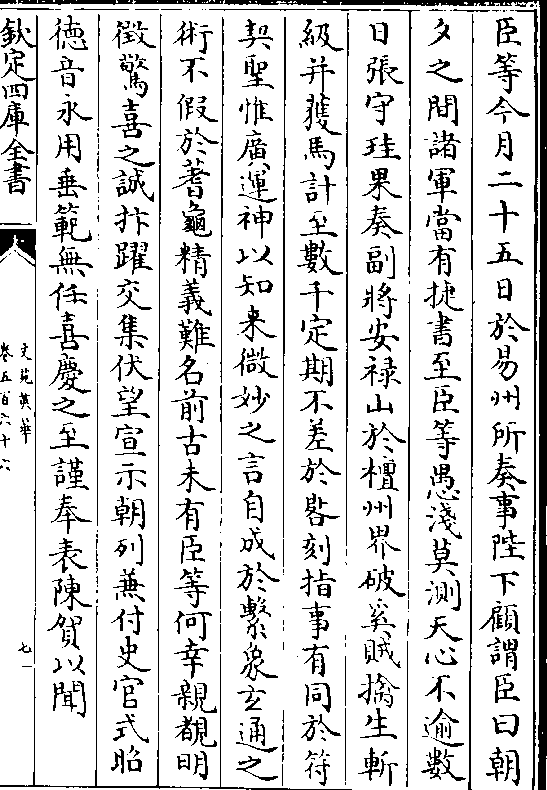 臣等今月二十五日於易州所奏事陛下顧謂臣曰朝
夕之間諸軍當有捷書至臣等愚淺莫測天心不逾數
日張守珪果奏副將安祿山於檀州界破奚賊擒生斬
級并獲馬計至數千定期不差於晷刻指事有同於符
契聖惟廣運神以知来微妙之言自成於繫象玄通之
術不假於蓍龜精義難名前古未有臣等何幸親覩明
徴驚喜之誠抃躍交集伏望宣示朝列兼付史官式昭
徳音永用垂範無任喜慶之至謹奉表陳賀以聞
欽定四庫全書
文苑英華
卷五百六十六
七